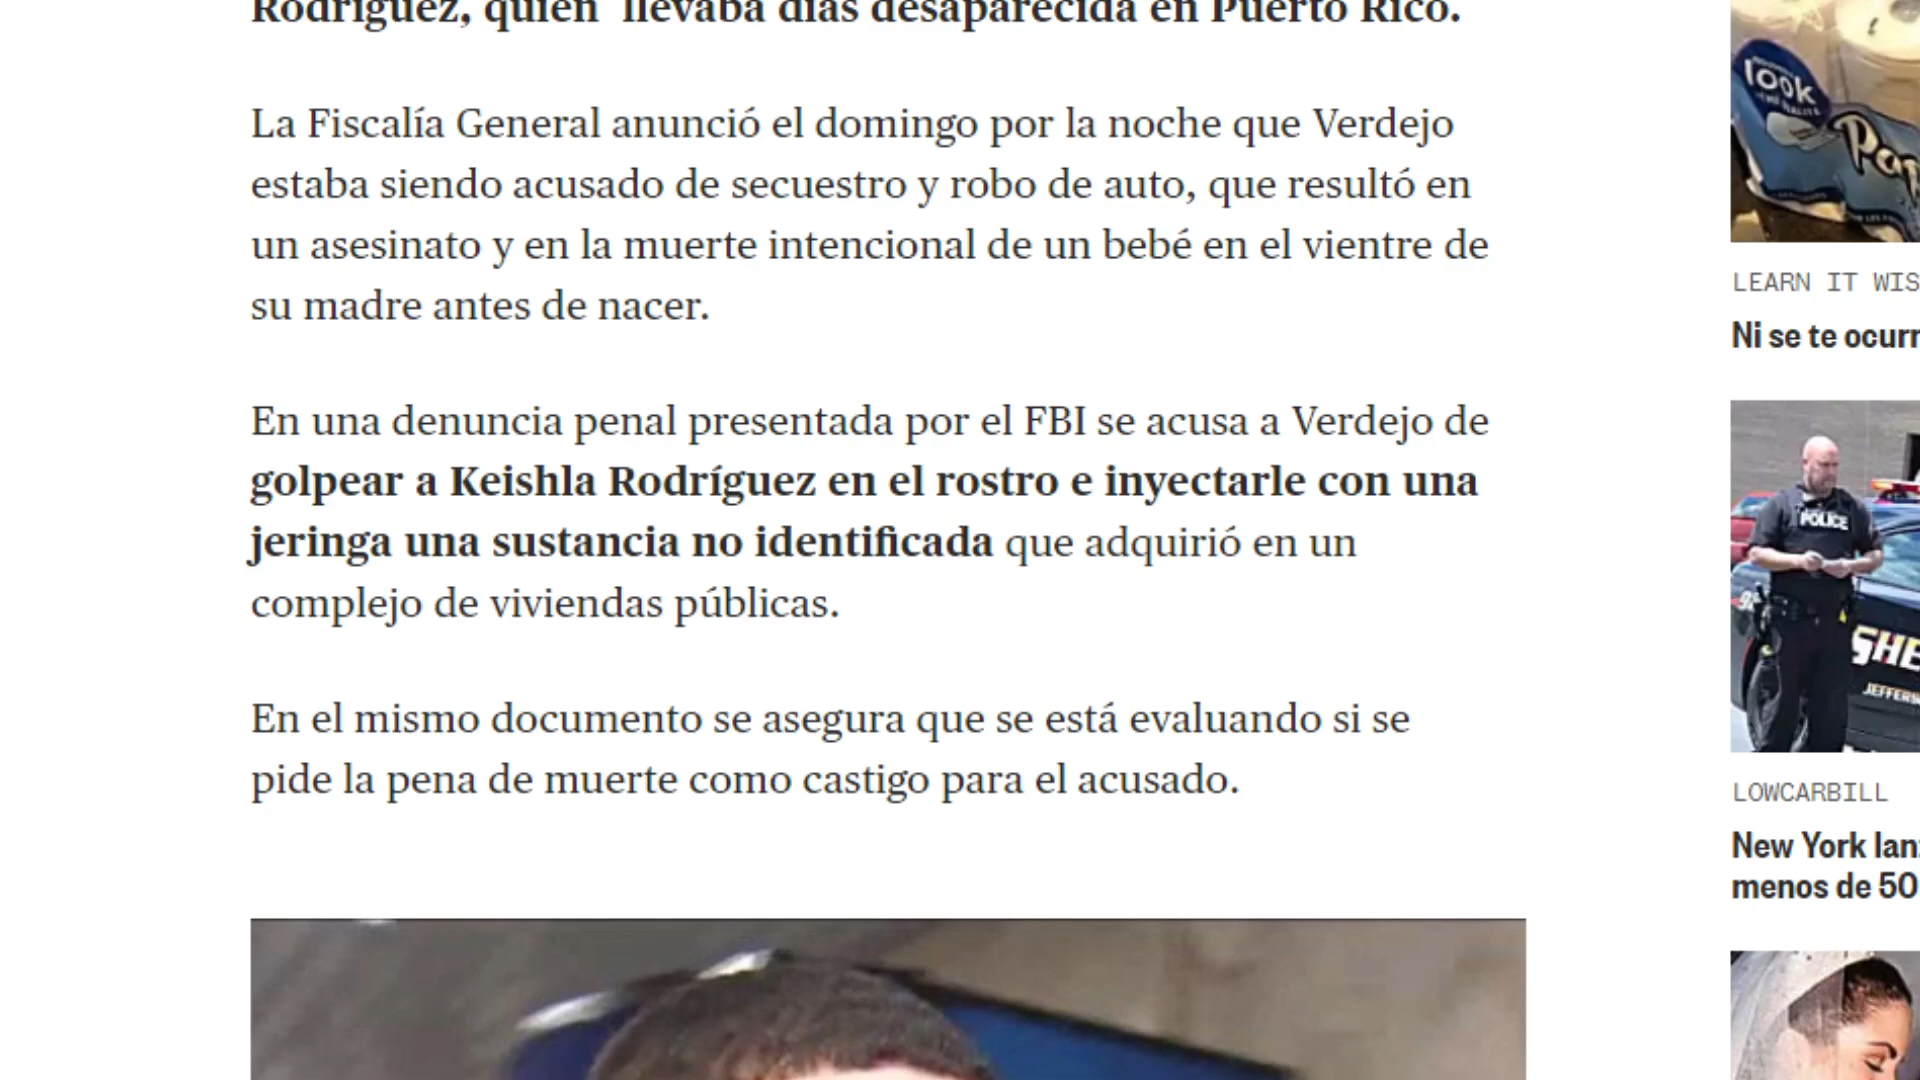 Rodríguez, quien llevaba días desaparecida en Puerto Rico.
La Fiscalía General anunció el domingo por la noche que Verdejo
estaba siendo acusado de secuestro y robo de auto, que resultó en
un asesinato y en la muerte intencional de un bebé en el vientre de
su madre antes de nacer.
En una denuncia penal presentada por el FBI se acusa a Verdejo de
golpear a Keishla Rodríguez en el rostro e inyectarle con una
jeringa una sustancia no identificada que adquirió en un
complejo de viviendas públicas.
En el mismo documento se asegura que se está evaluando si se
pide la pena de muerte como castigo para el acusado.
look
LEARN IT WIS
Ni se te ocurr
POLICE
SHE
JEFFERS
LOWCARBILL
New York lan
menos de 50